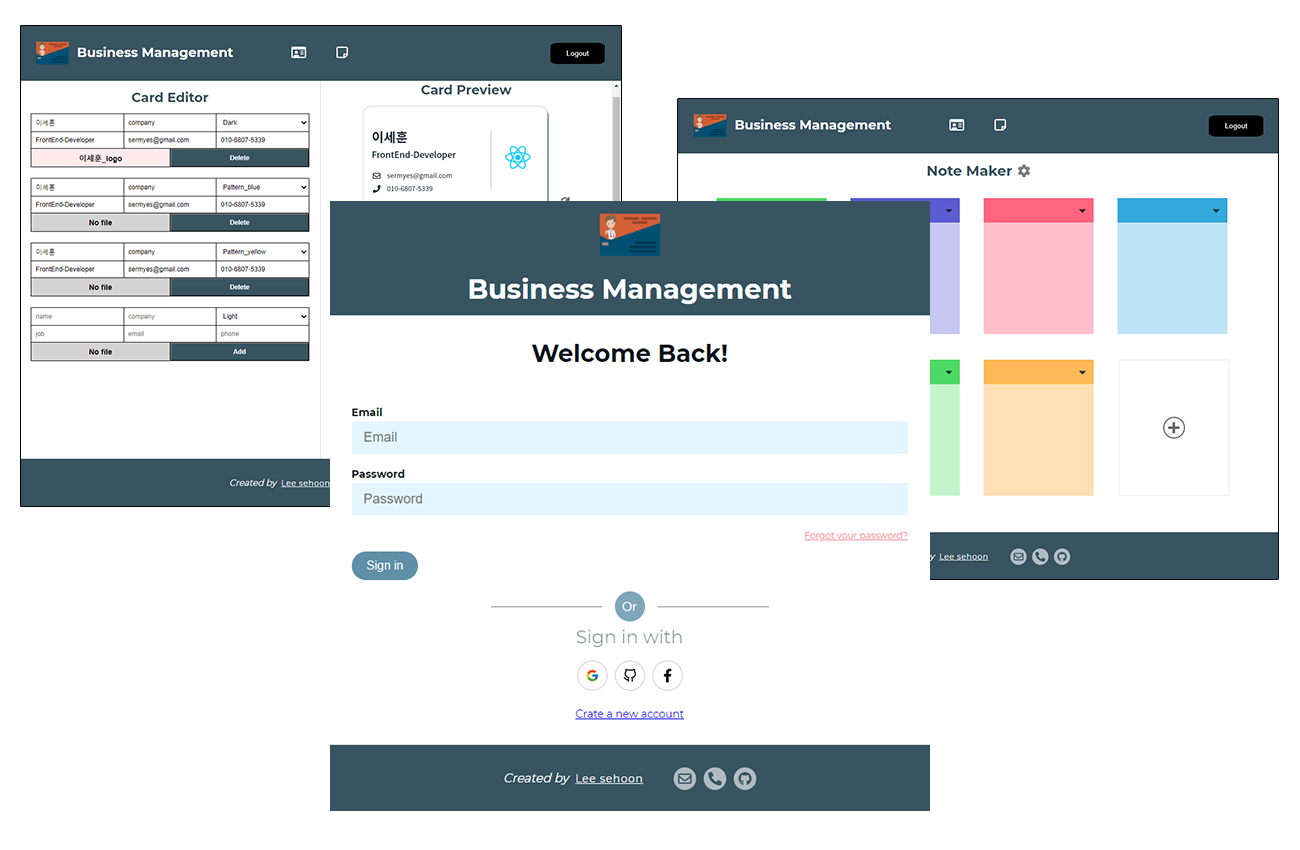 Business Management
Logout
Card Editor
이세훈 company Dark
FrontEnd-Developer sermyes@gmail.com 010-6807-5339
이세훈_logo Delete
이세훈 company Pattern_blue
FrontEnd-Developer sermyes@gmail.com 010-6807-5339
No file Delete
이세훈 company Pattern_yellow
FrontEnd-Developer sermyes@gmail.com 010-6807-5339
No file Delete
name company Light
job email phone
No file Add
Card Preview
이세훈
FrontEnd-Developer
sermyes@gmail.com
010-6807-5339
Created by Lee sehoon
Business Management
Welcome Back!
Email
Email
Password
Password
Forgot your password?
Sign in
Or
Sign in with
Crate a new account
Created by Lee sehoon
Business Management
Logout
Note Maker
y Lee sehoon